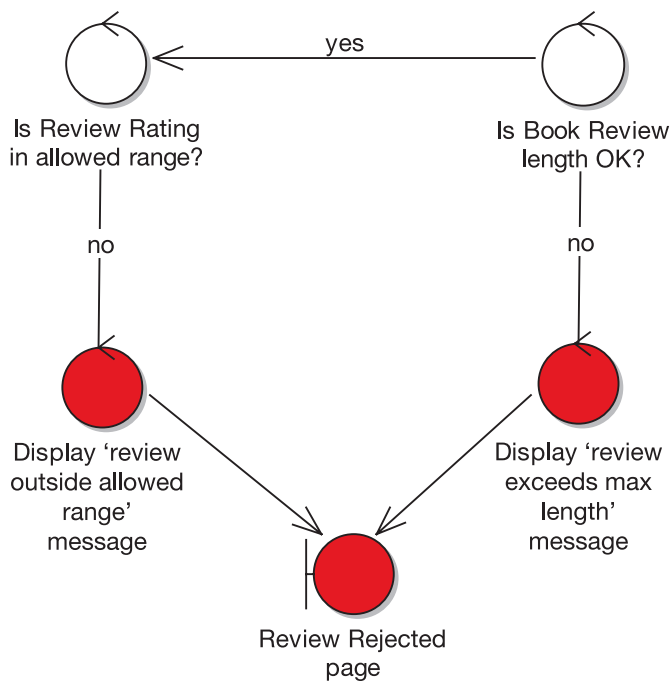 yes
Is Review Rating
in allowed range?
Is Book Review
length OK?
no
no
Display ‘review
outside allowed
range’
message
Display ‘review
exceeds max
length’
message
Review Rejected
page